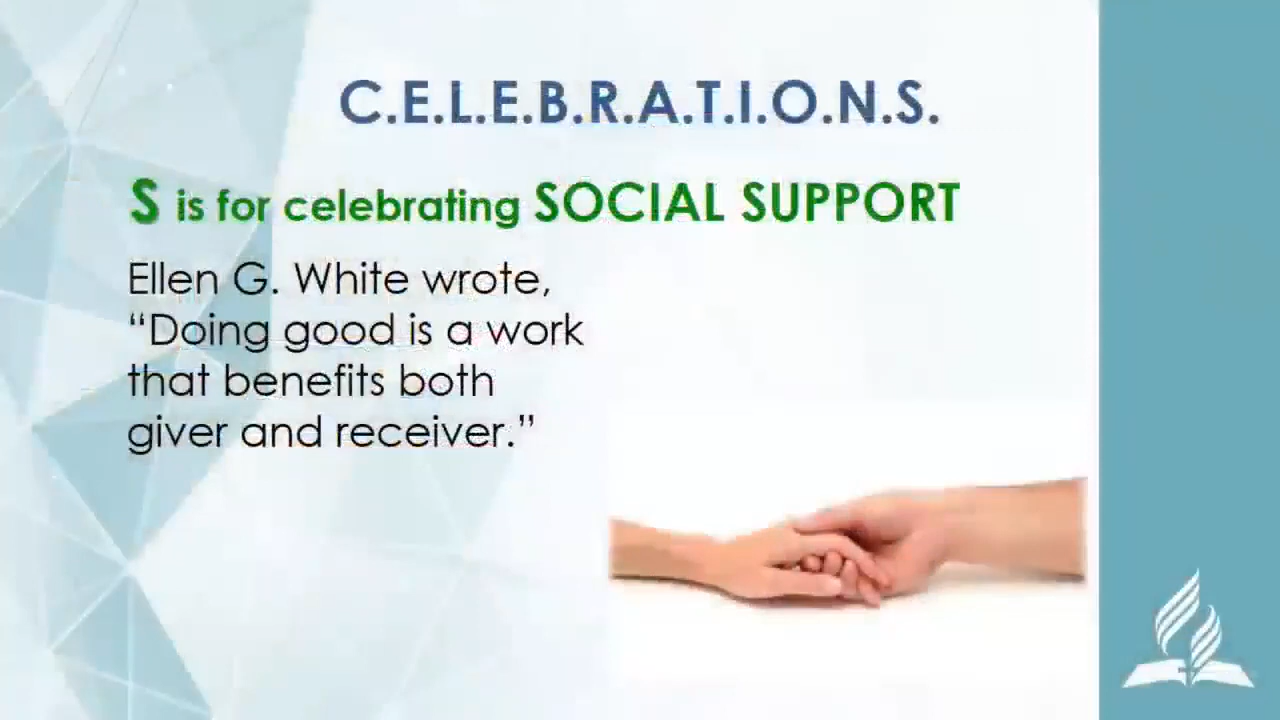 C.E.L.E.B.R.A.T.I.O.N.S.
S is for celebrating SOCIAL SUPPORT
Ellen G. White wrote,
“Doing good is a work
that benefits both
giver and receiver.”